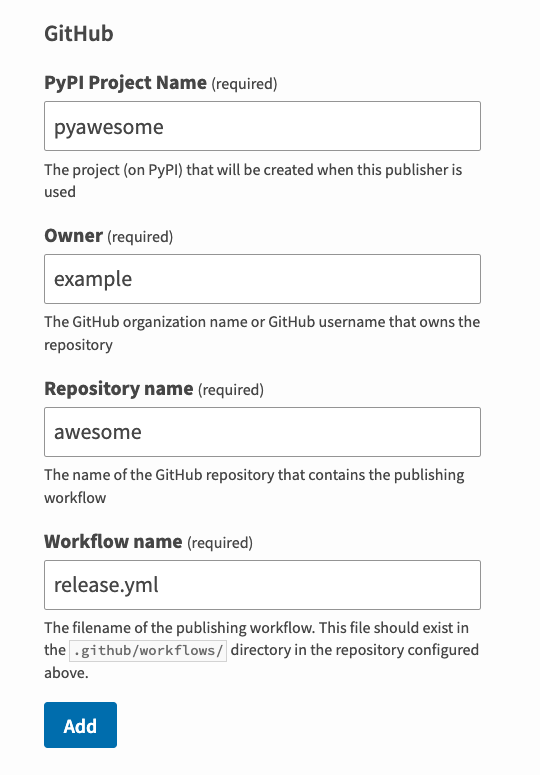 GitHub
PyPI Project Name (required)
pyawesome
The project (on PyPI) that will be created when this publisher is
used
Owner (required)
example
The GitHub organization name or GitHub username that owns the
repository
Repository name (required)
awesome
The name of the GitHub repository that contains the publishing
workflow
Workflow name (required)
release.yml
The filename of the publishing workflow. This file should exist in
the .github/workflows/ directory in the repository configured
above.
Add